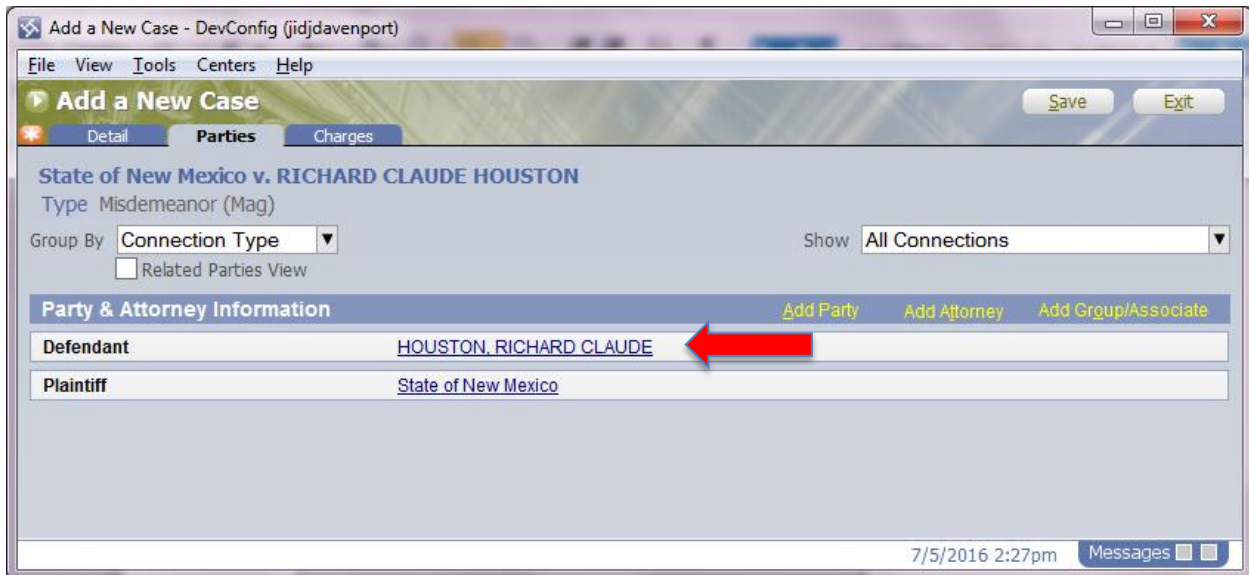 Add a New Case - DevConfig (jidjdavenport)
File View Tools Centers Help
Add a New Case Save Exit
Detail Parties Charges
State of New Mexico v. RICHARD CLAUDE HOUSTON
Type Misdemeanor (Mag)
Group By Connection Type Show All Connections
Related Parties View
Party & Attorney Information Add Party Add Attorney Add Group/Associate
Defendant HOUSTON, RICHARD CLAUDE
Plaintiff State of New Mexico
7/5/2016 2:27pm Messages